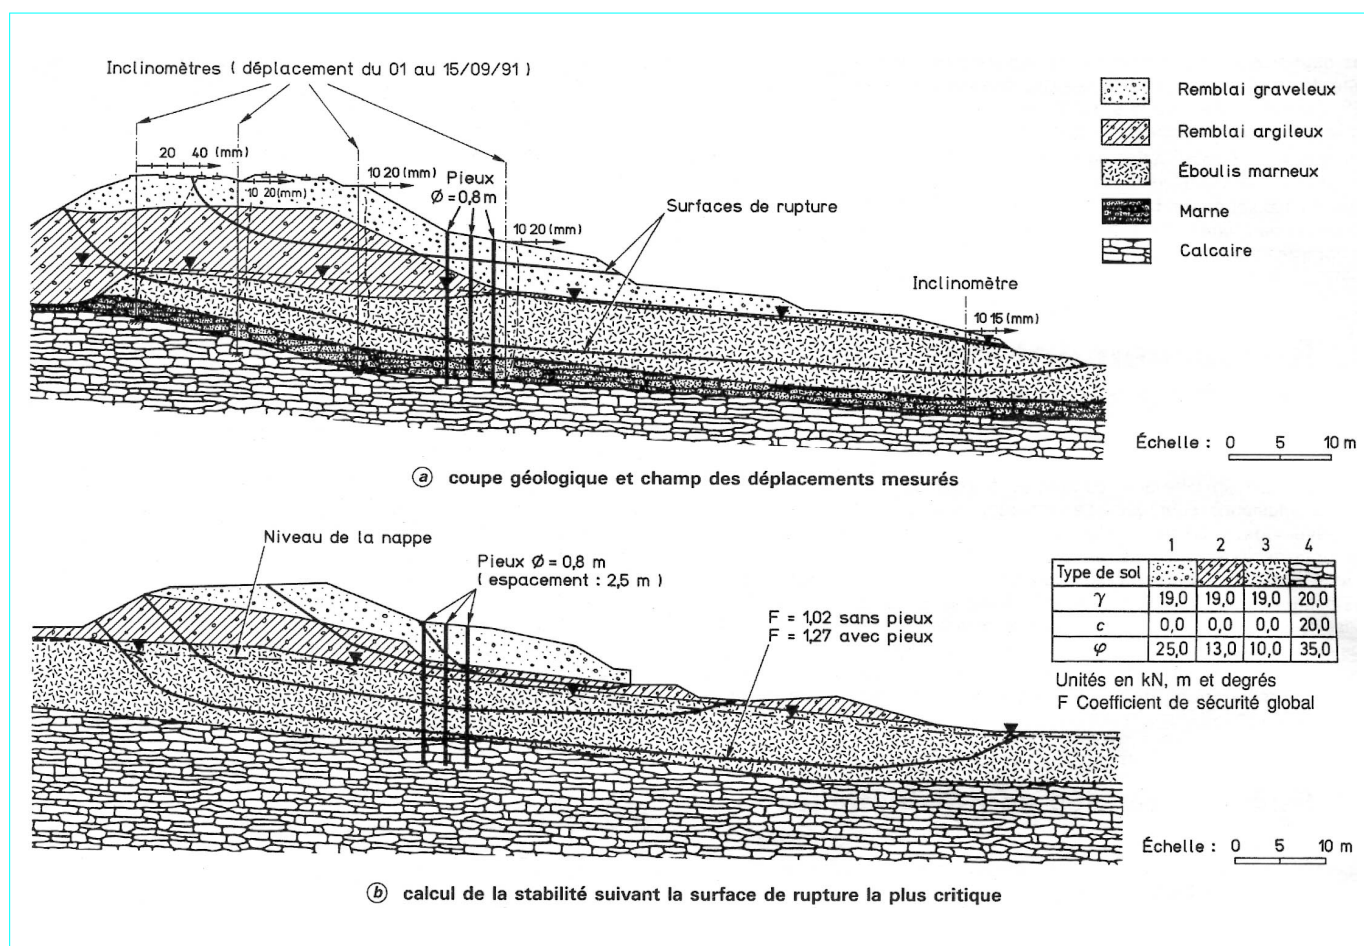 Inclinomètres ( déplacement du 01 au 15/09/91 )
20 40 (mm)
10 20 (mm)
10 20 (mm)
Pieux
Ø = 0,8 m
10 20 (mm)
Surfaces de rupture
Inclinomètre
10 15 (mm)
Remblai graveleux
Remblai argileux
Éboulis marneux
Marne
Calcaire
Échelle : 0 5 10 m
a coupe géologique et champ des déplacements mesurés
Niveau de la nappe
Pieux Ø = 0,8 m
( espacement : 2,5 m )
F = 1,02 sans pieux
F = 1,27 avec pieux
1 2 3 4
Type de sol
γ 19,0 19,0 19,0 20,0
c 0,0 0,0 0,0 20,0
φ 25,0 13,0 10,0 35,0
Unités en kN, m et degrés
F Coefficient de sécurité global
Échelle : 0 5 10 m
b calcul de la stabilité suivant la surface de rupture la plus critique